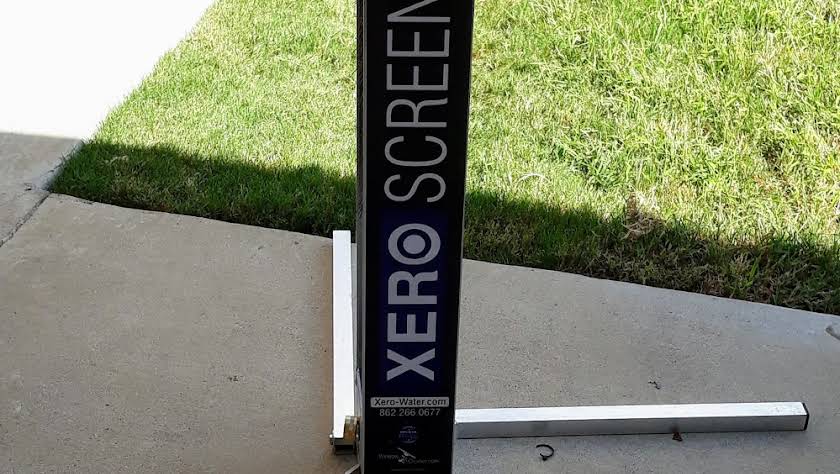 XERO SCREEN
Xero-Water.com
862 266 0677